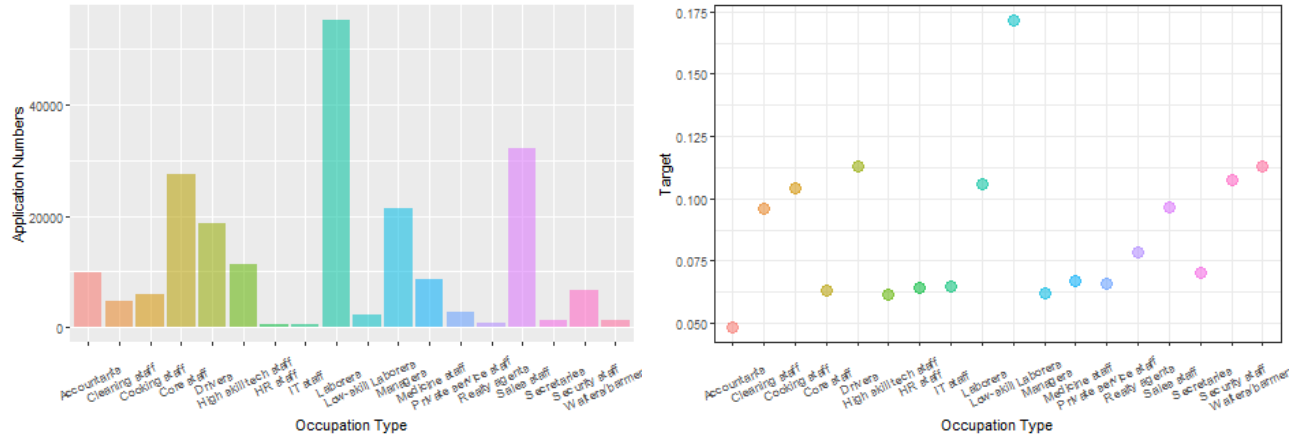 Application Numbers
40000
20000
0
Accountants
Cleaning staff
Cooking staff
Core staff
Drivers
High skill tech staff
HR staff
IT staff
Laborers
Low-skill Laborers
Managers
Medicine staff
Private service staff
Realty agents
Sales staff
Secretaries
Security staff
Waiters/barmen
Occupation Type
Target
0.175
0.150
0.125
0.100
0.075
0.050
Accountants
Cleaning staff
Cooking staff
Core staff
Drivers
High skill tech staff
HR staff
IT staff
Laborers
Low-skill Laborers
Managers
Medicine staff
Private service staff
Realty agents
Sales staff
Secretaries
Security staff
Waiters/barmen
Occupation Type